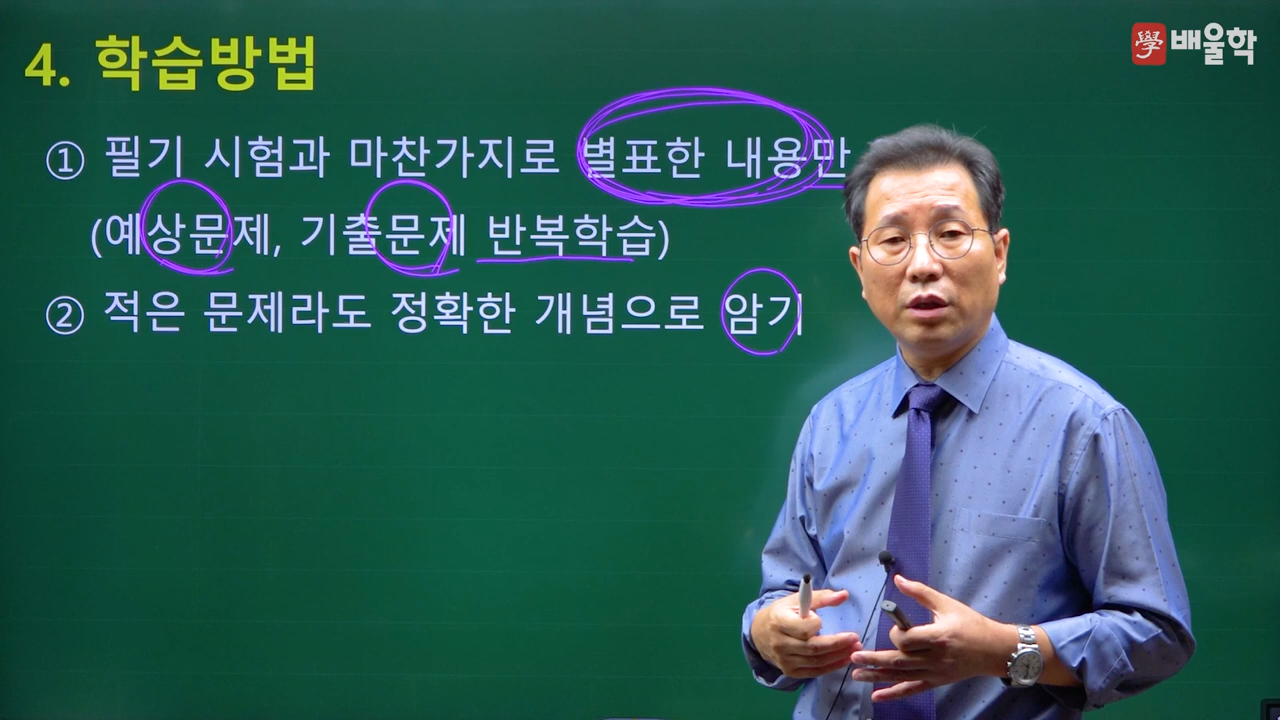 4. 학습방법
學 배울학
① 필기 시험과 마찬가지로 별표한 내용만
(예상문제, 기출문제 반복학습)
② 적은 문제라도 정확한 개념으로 암기